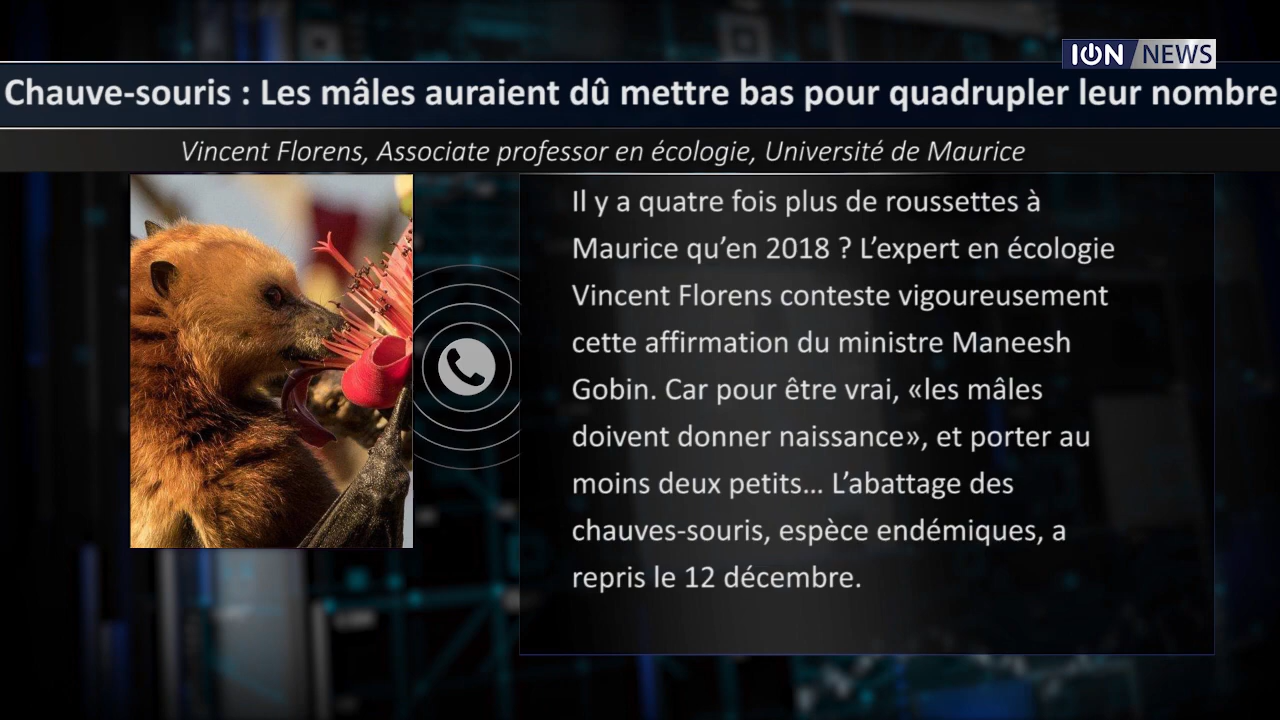 ION NEWS
Chauve-souris : Les mâles auraient dû mettre bas pour quadrupler leur nombre
Vincent Florens, Associate professor en écologie, Université de Maurice
Il y a quatre fois plus de roussettes à
Maurice qu’en 2018 ? L’expert en écologie
Vincent Florens conteste vigoureusement
cette affirmation du ministre Maneesh
Gobin. Car pour être vrai, «les mâles
doivent donner naissance», et porter au
moins deux petits... L’abattage des
chauves-souris, espèce endémiques, a
repris le 12 décembre.